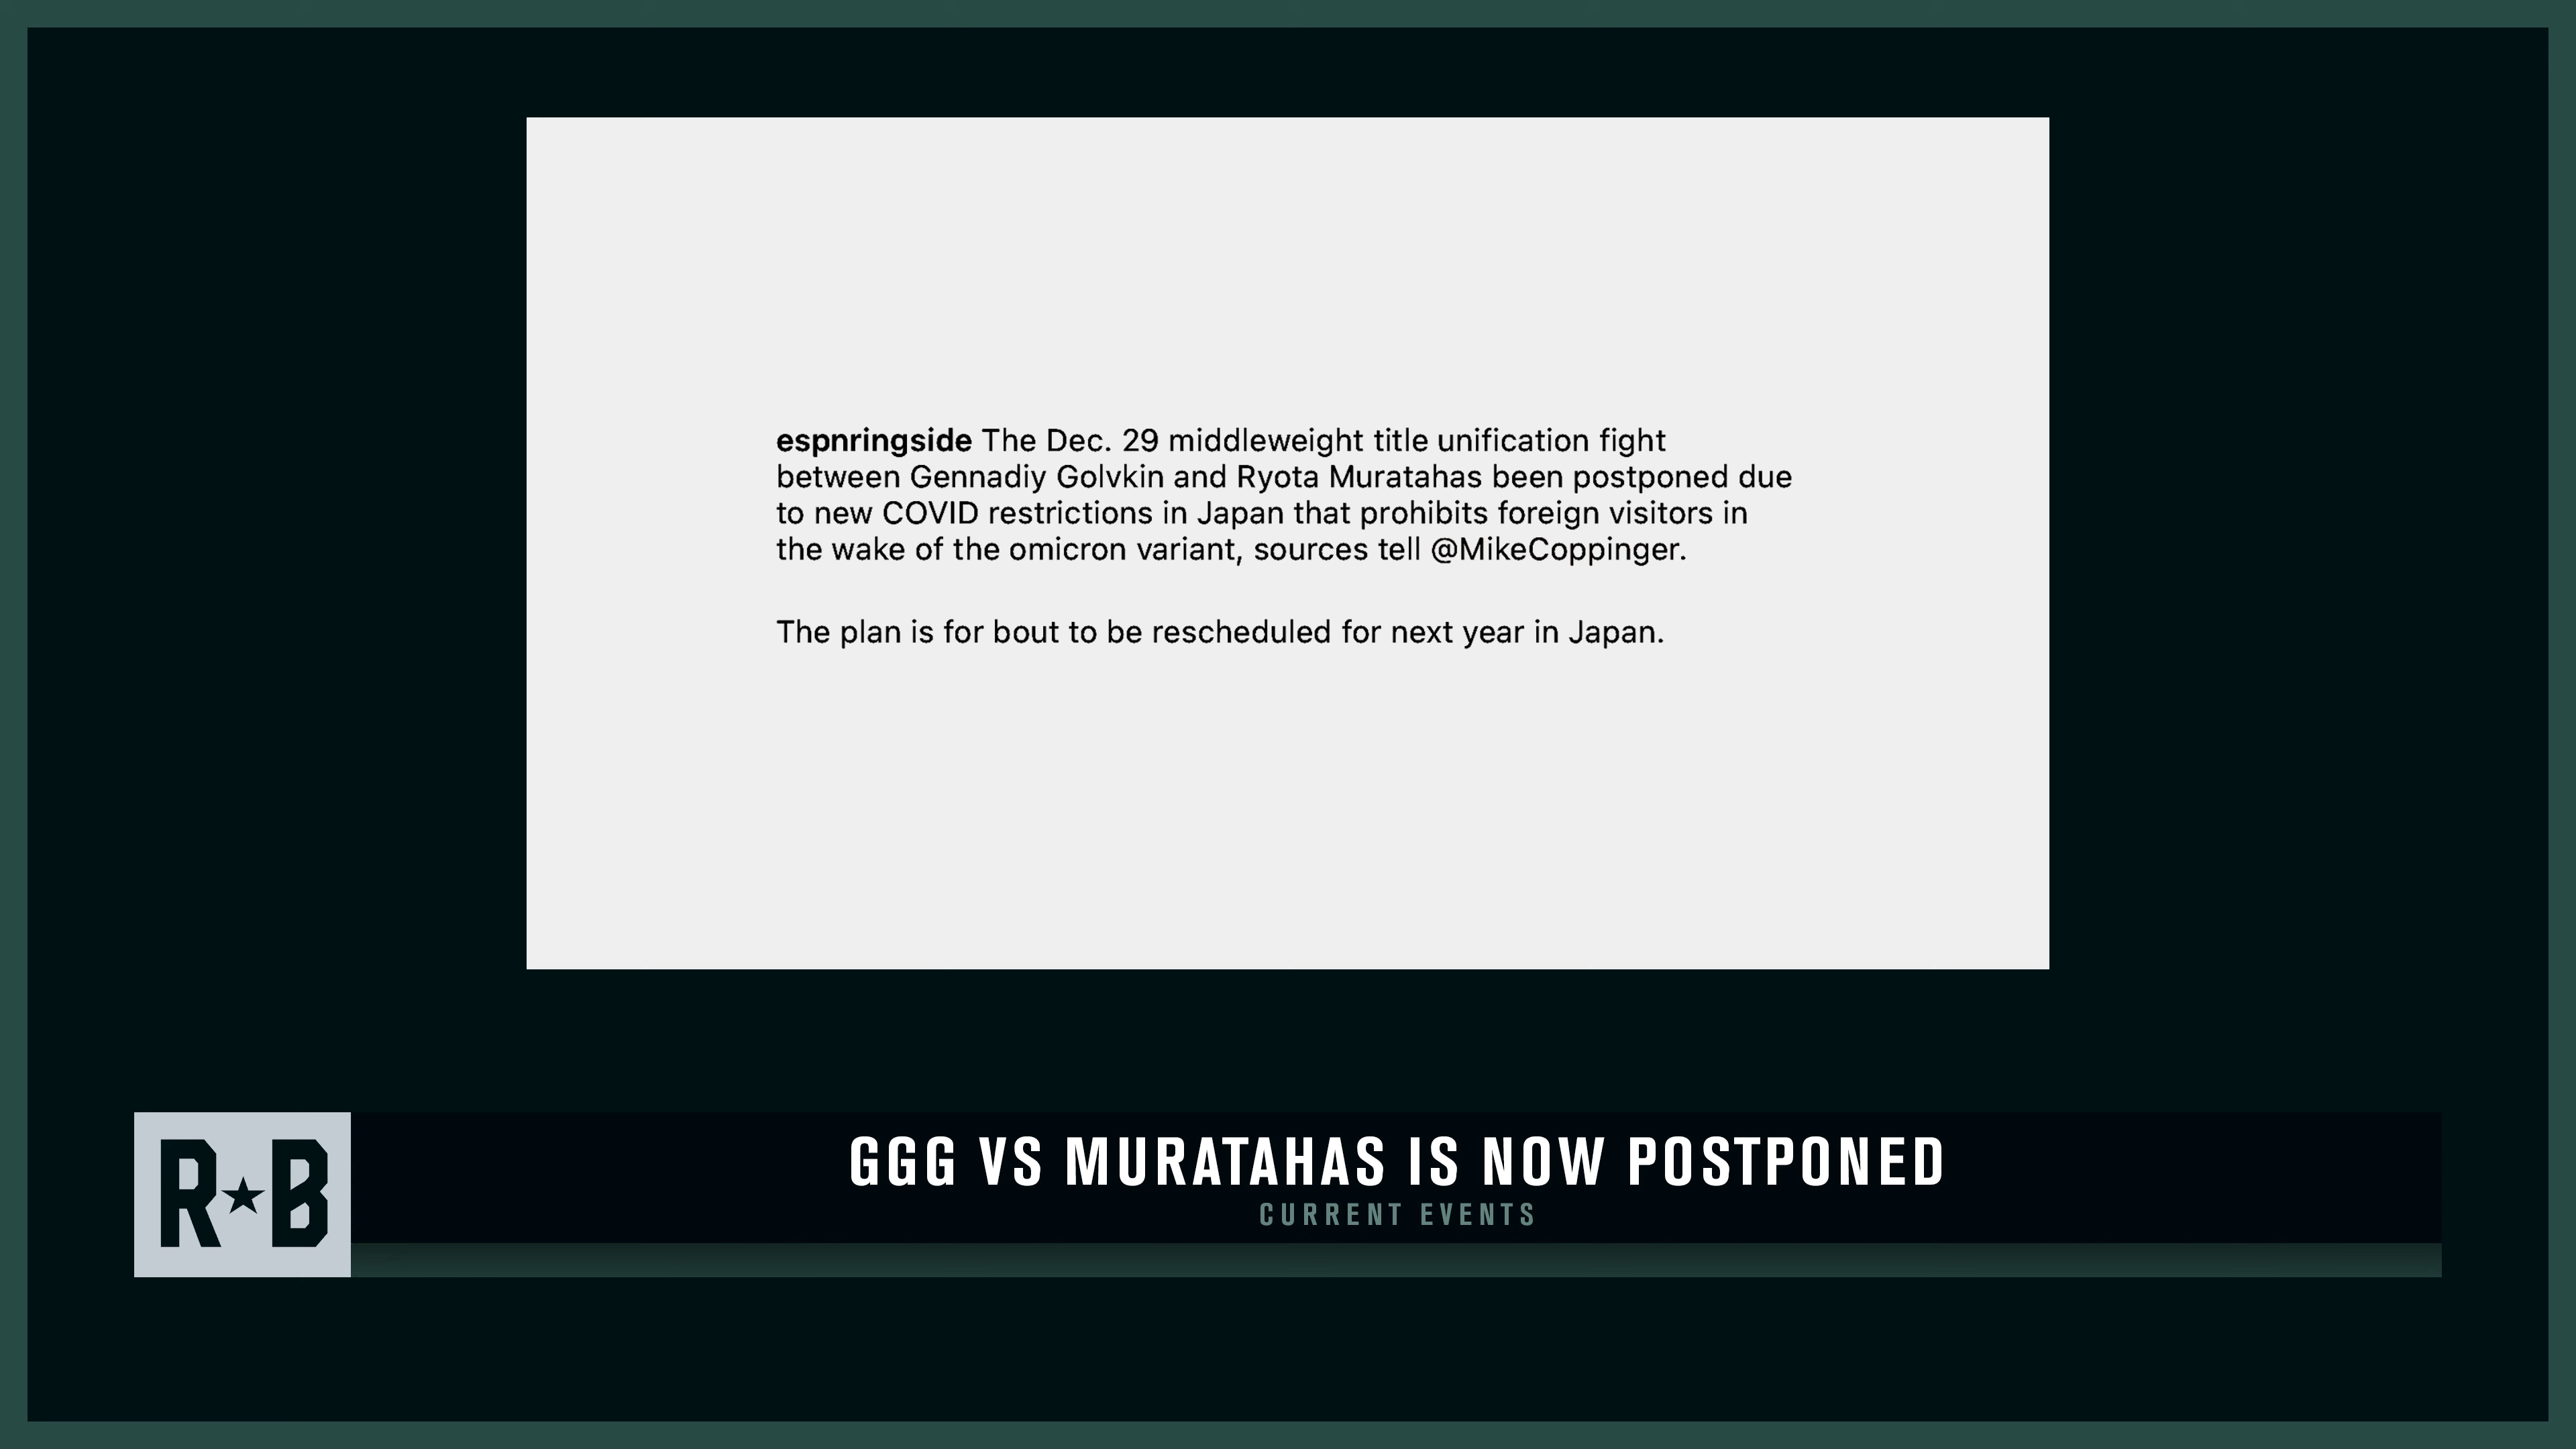 espnringside The Dec. 29 middleweight title unification fight
between Gennadiy Golvkin and Ryota Muratahas been postponed due
to new COVID restrictions in Japan that prohibits foreign visitors in
the wake of the omicron variant, sources tell @MikeCoppinger.
The plan is for bout to be rescheduled for next year in Japan.
R★B
GGG VS MURATAHAS IS NOW POSTPONED
CURRENT EVENTS